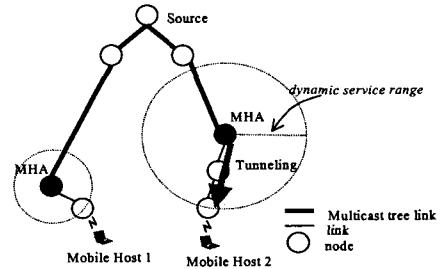 Source
dynamic service range
MHA
MHA
Tunneling
Multicast tree link
link
node
Mobile Host 1
Mobile Host 2